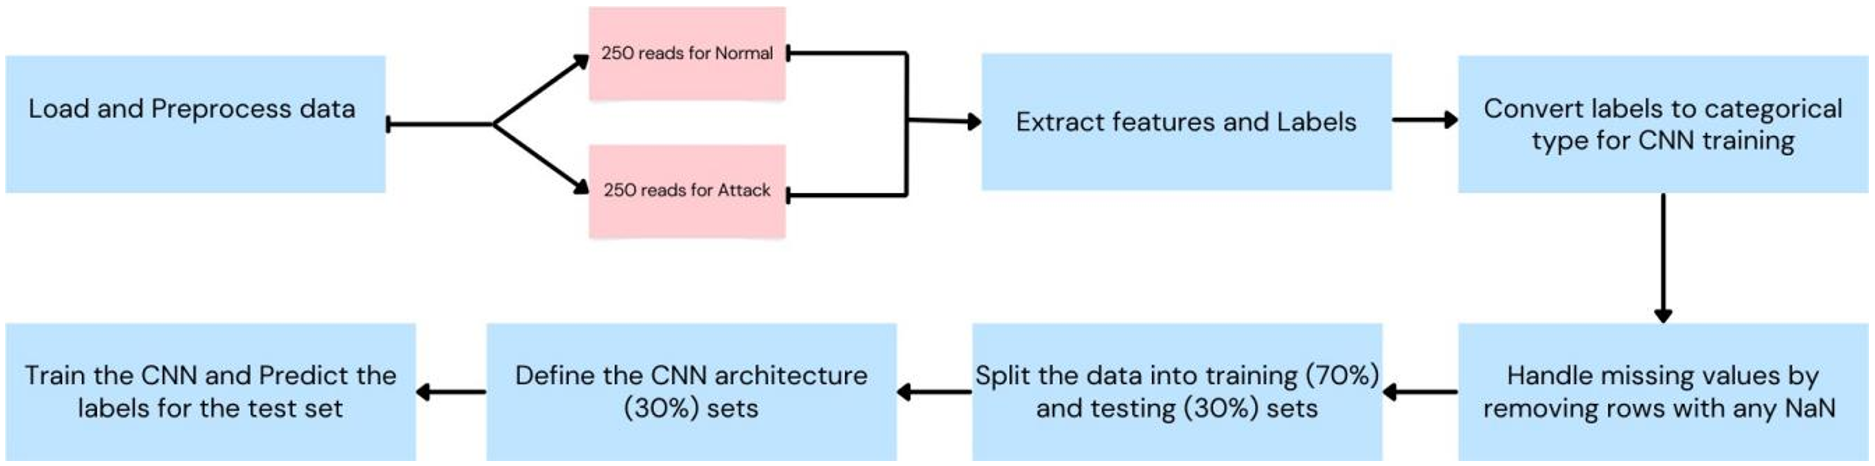 Load and Preprocess data
250 reads for Normal
250 reads for Attack
Extract features and Labels
Convert labels to categorical
type for CNN training
Handle missing values by
removing rows with any NaN
Split the data into training (70%)
and testing (30%) sets
Define the CNN architecture
(30%) sets
Train the CNN and Predict the
labels for the test set